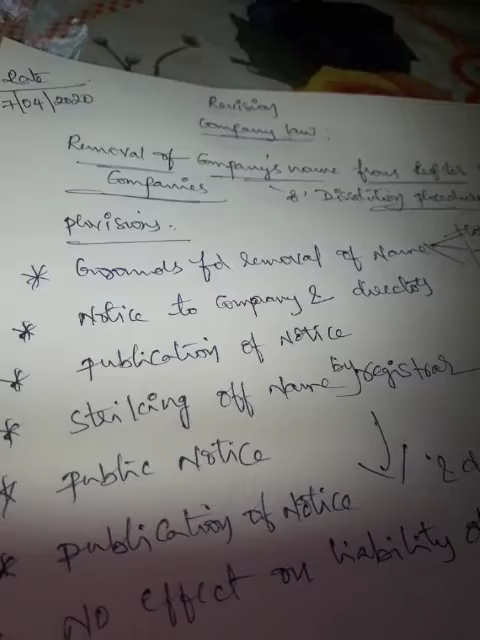 Date
7/04/2020
Revision
Company Law.
Removal of Company's name from
Companies
& Dissolution procedure
provisions.
* Grounds for removal of Name
* Notice to Company & directors
* publication of Notice
* Striking off Name by registrar
* public Notice
* publication of Notice
No effect on liability of